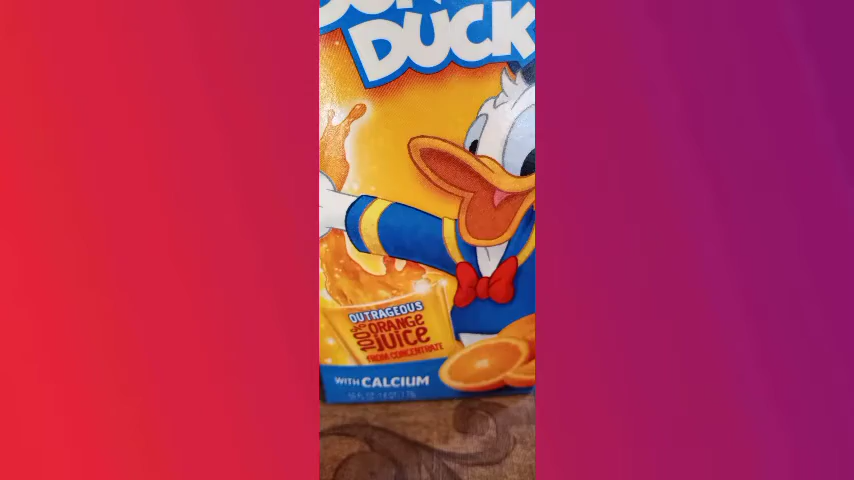 DUCK
OUTRAGEOUS
100% ORANGE
JUICE
FROM CONCENTRATE
WITH CALCIUM